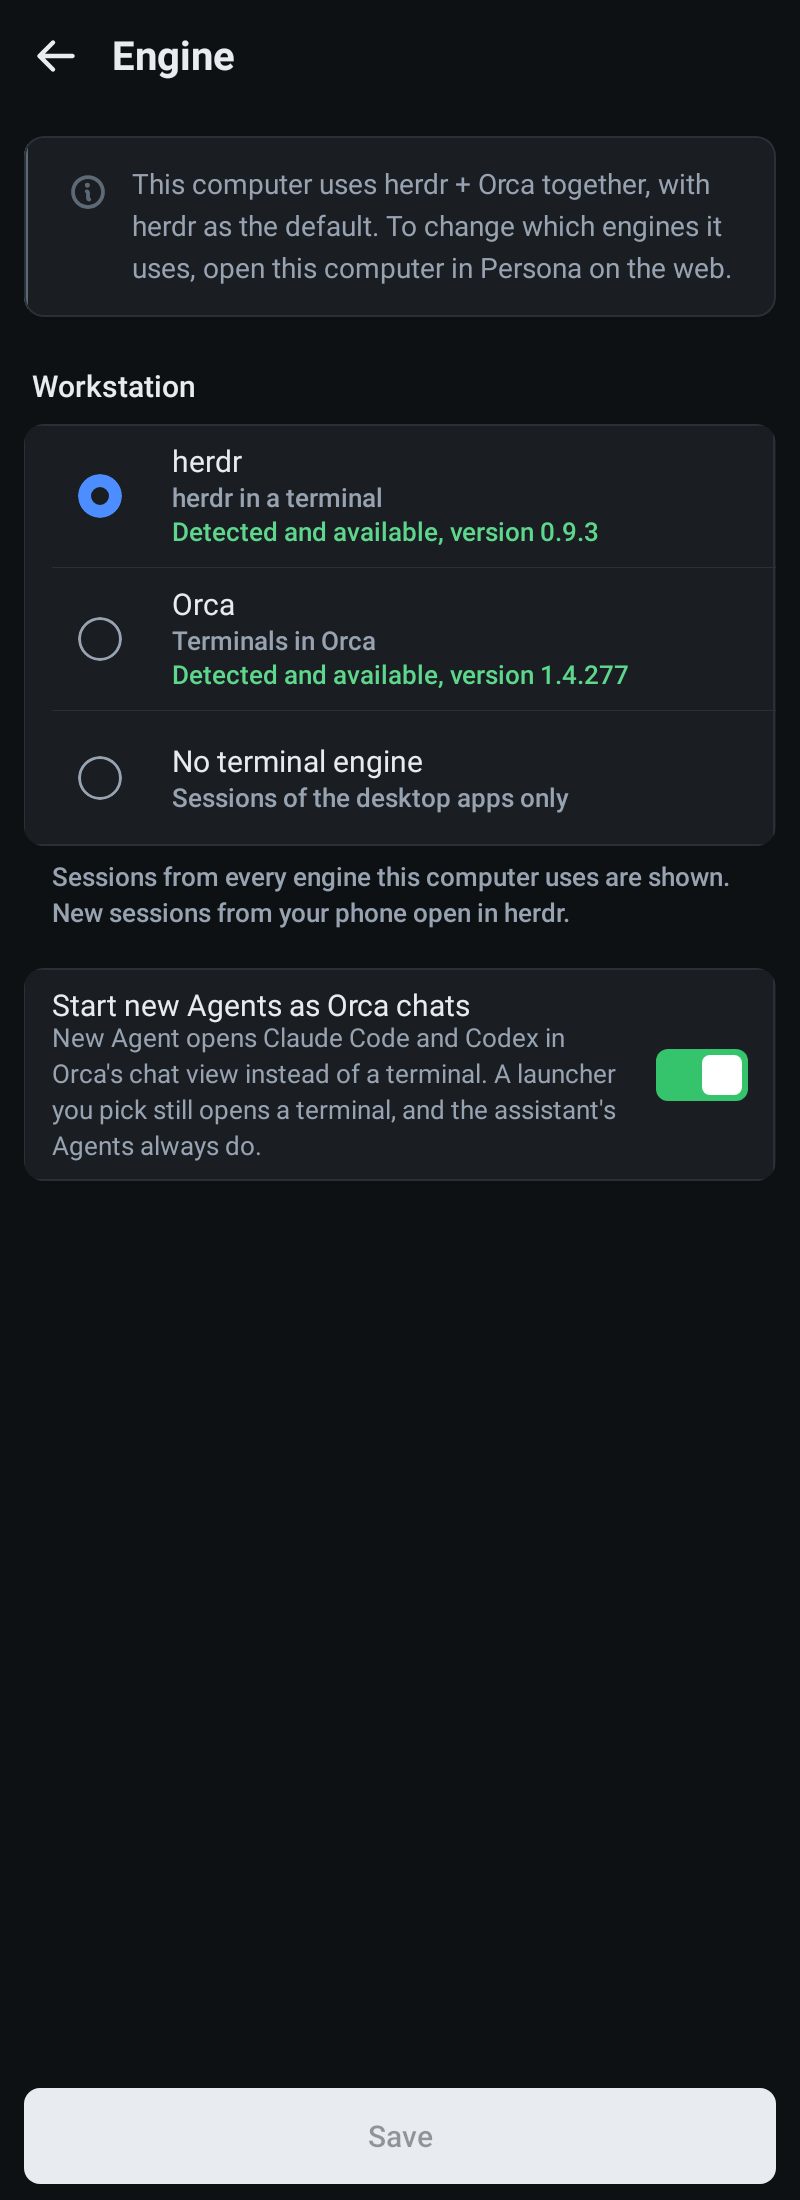 Engine
This computer uses herdr + Orca together, with
herdr as the default. To change which engines it
uses, open this computer in Persona on the web.
Workstation
herdr
herdr in a terminal
Detected and available, version 0.9.3
Orca
Terminals in Orca
Detected and available, version 1.4.277
No terminal engine
Sessions of the desktop apps only
Sessions from every engine this computer uses are shown.
New sessions from your phone open in herdr.
Start new Agents as Orca chats
New Agent opens Claude Code and Codex in
Orca's chat view instead of a terminal. A launcher
you pick still opens a terminal, and the assistant's
Agents always do.
Save